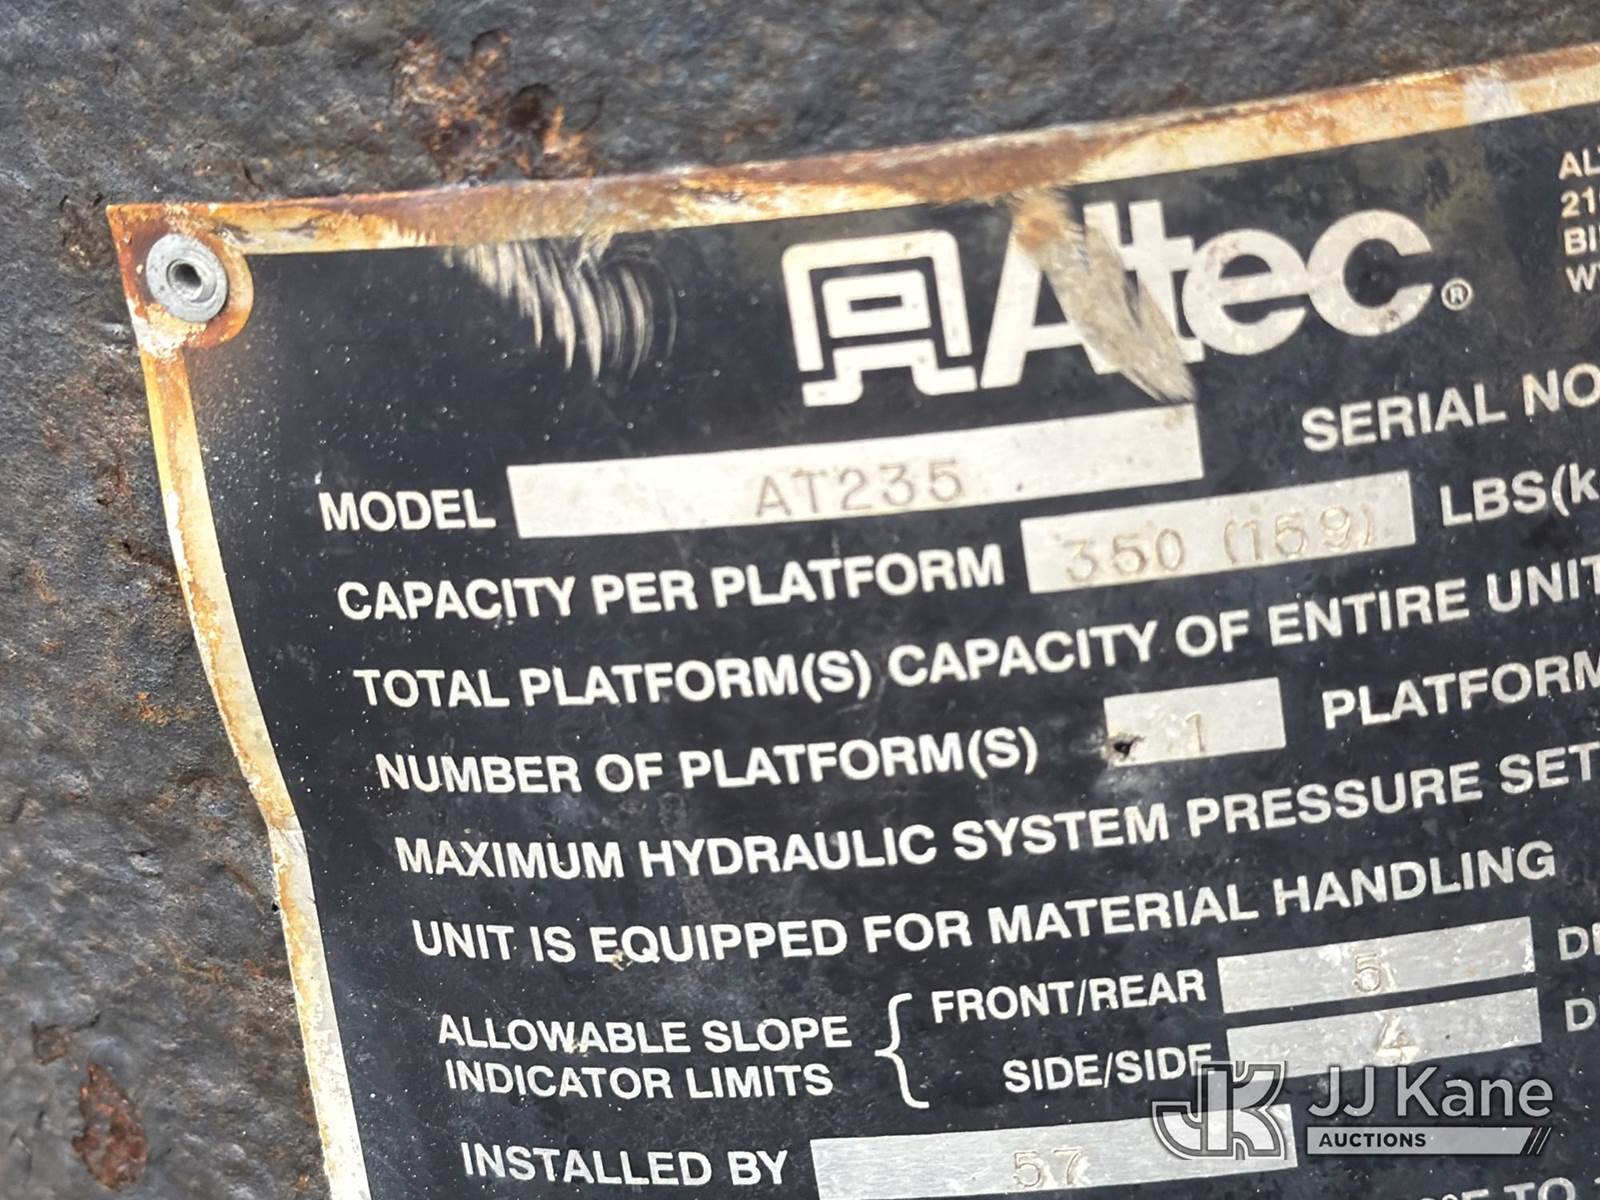 Altec®
SERIAL NO
MODEL AT235
CAPACITY PER PLATFORM 350 (159) LBS(k
TOTAL PLATFORM(S) CAPACITY OF ENTIRE UNIT
NUMBER OF PLATFORM(S) 1 PLATFORM
MAXIMUM HYDRAULIC SYSTEM PRESSURE SET
UNIT IS EQUIPPED FOR MATERIAL HANDLING
ALLOWABLE SLOPE INDICATOR LIMITS
FRONT/REAR 5
SIDE/SIDE 4
INSTALLED BY 57
JJ Kane
AUCTIONS